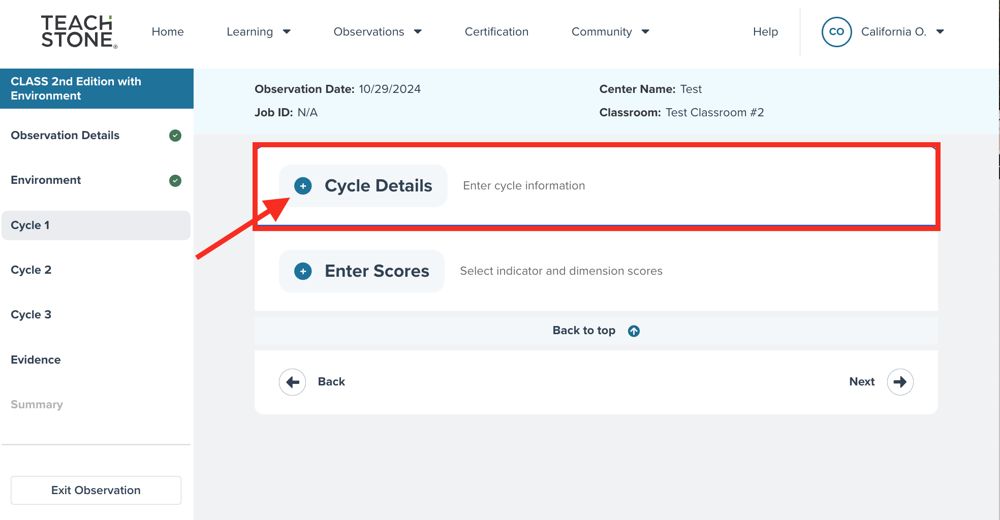 TEACH
STONE®
Home
Learning
Observations
Certification
Community
Help
CO
California O.
CLASS 2nd Edition with
Environment
Observation Details
Environment
Cycle 1
Cycle 2
Cycle 3
Evidence
Summary
Exit Observation
Observation Date: 10/29/2024
Center Name: Test
Job ID: N/A
Classroom: Test Classroom #2
Cycle Details
Enter cycle information
Enter Scores
Select indicator and dimension scores
Back to top
Back
Next